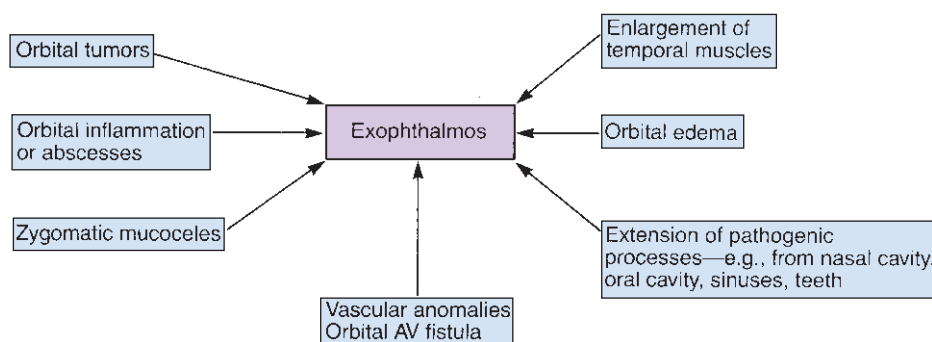 Orbital tumors
Enlargement of
temporal muscles
Orbital inflammation
or abscesses
Exophthalmos
Orbital edema
Zygomatic mucoceles
Extension of pathogenic
processes—e.g., from nasal cavity,
oral cavity, sinuses, teeth
Vascular anomalies
Orbital AV fistula